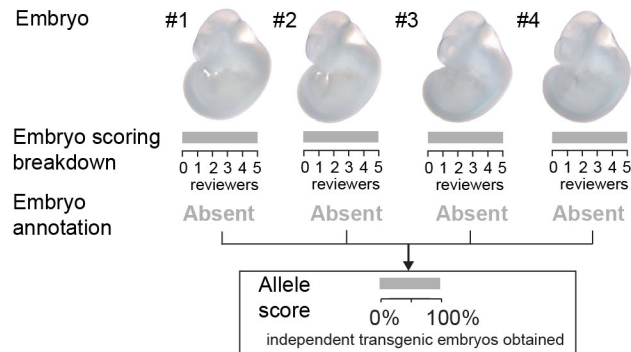 Embryo #1 #2 #3 #4
Embryo scoring
breakdown
0 1 2 3 4 5 0 1 2 3 4 5 0 1 2 3 4 5 0 1 2 3 4 5
reviewers reviewers reviewers reviewers
Embryo
annotation
Absent Absent Absent Absent
Allele
score
0% 100%
independent transgenic embryos obtained